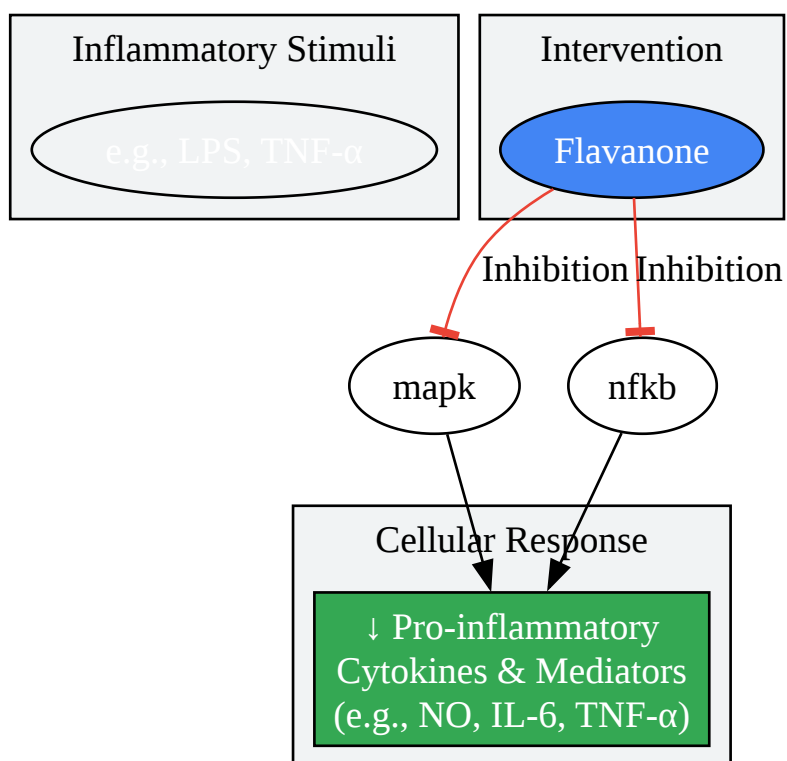 Inflammatory Stimuli
Intervention
e.g., LPS, TNF-α
Flavanone
Inhibition
Inhibition
mapk
nfkb
Cellular Response
↓ Pro-inflammatory
Cytokines & Mediators
(e.g., NO, IL-6, TNF-α)